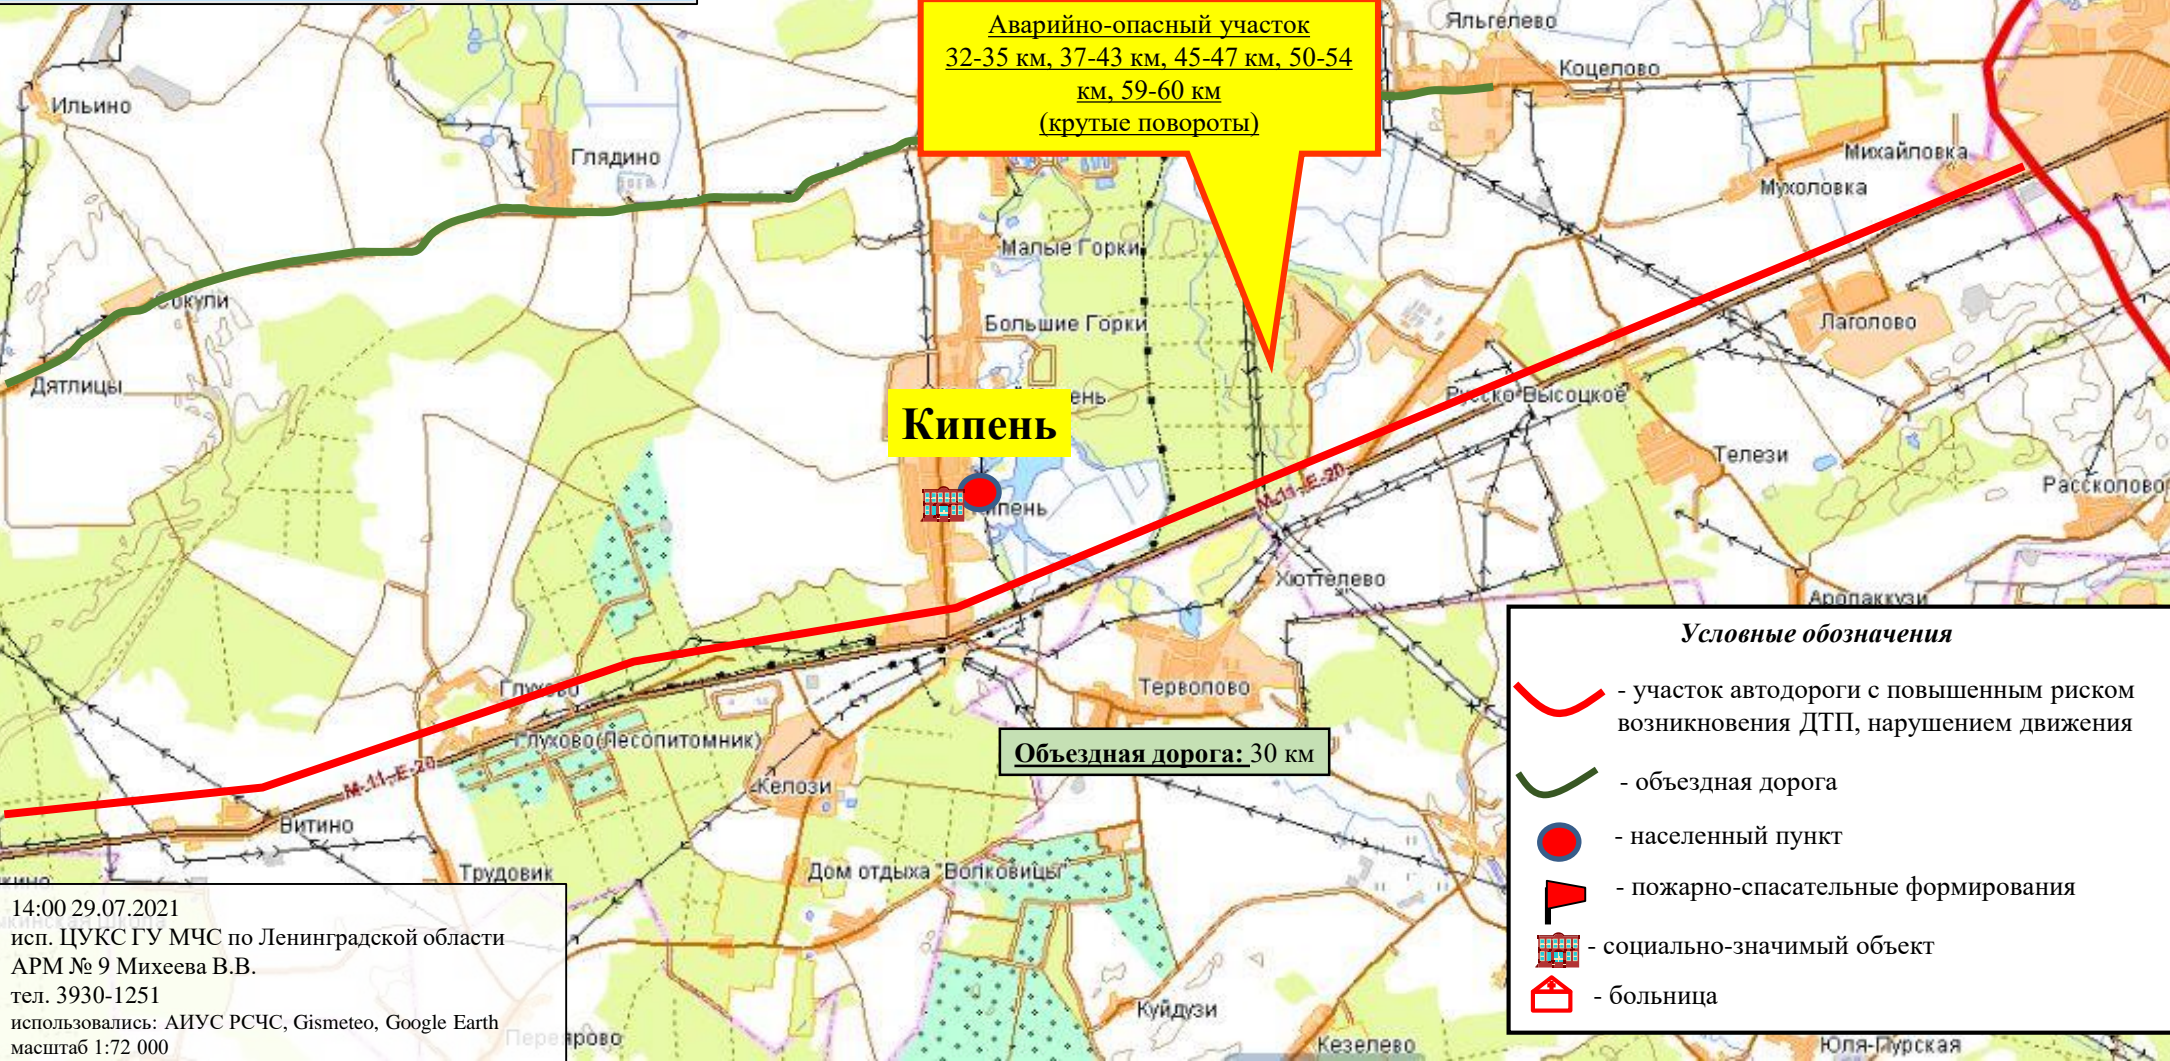 Аварийно-опасный участок
32-35 км, 37-43 км, 45-47 км, 50-54
км, 59-60 км
(крутые повороты)
Яльгелево
Коцелово
Ильино
Глядино
Михайловка
Мухоловка
Малые Горки
Сокули
Большие Горки
Лаголово
Дятлицы
Русско-Высоцкое
Кипень
Телези
М-11-Е-20
Рассколово
Хюттелево
Аропаккузи
Глухово
Терволово
Глухово(Лесопитомник)
Объездная дорога: 30 км
М-11-Е-20
Келози
Витино
Трудовик
Дом отдыха "Волковицы"
Куйдузи
Кезелево
Юля-Пурская
Условные обозначения
- участок автодороги с повышенным риском
возникновения ДТП, нарушением движения
- объездная дорога
- населенный пункт
- пожарно-спасательные формирования
- социально-значимый объект
- больница
14:00 29.07.2021
исп. ЦУКС ГУ МЧС по Ленинградской области
АРМ № 9 Михеева В.В.
тел. 3930-1251
использовались: АИУС РСЧС, Gismeteo, Google Earth
масштаб 1:72 000